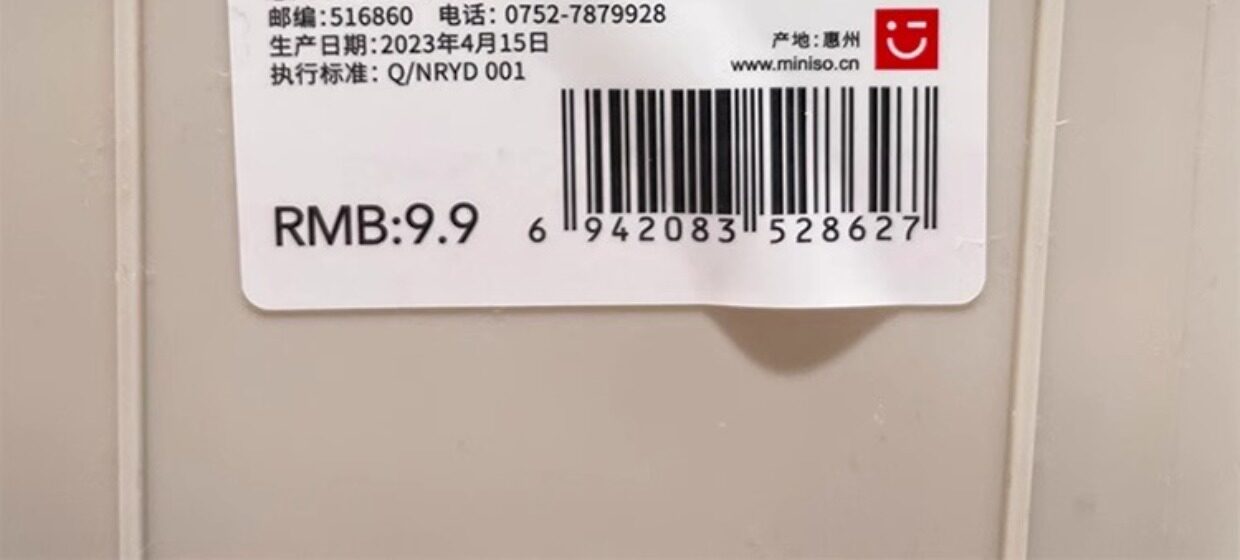 邮编:516860 电话: 0752-7879928
生产日期:2023年4月15日
执行标准: Q/NRYD 001
产地:惠州
www.miniso.cn
RMB:9.9
6 942083 528627